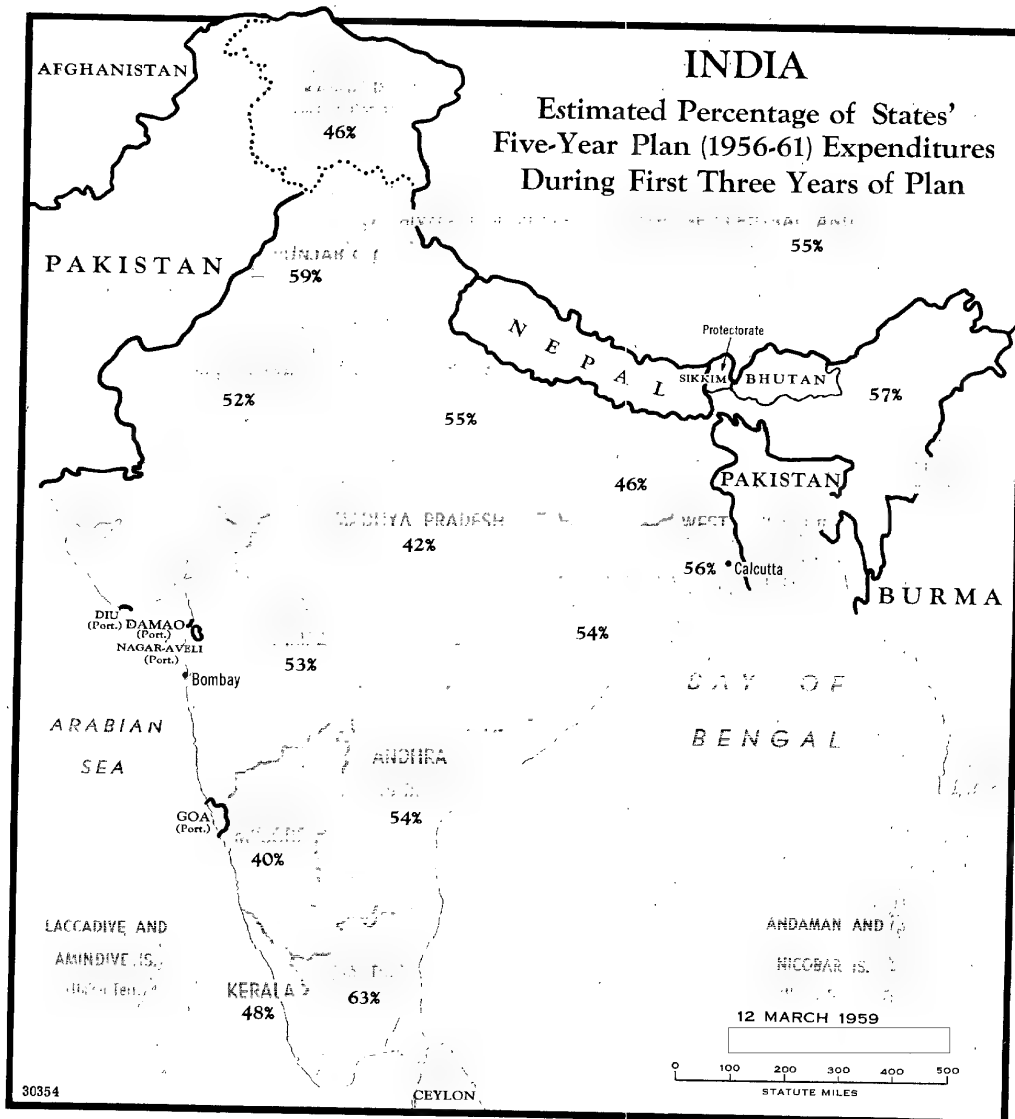 INDIA
Estimated Percentage of States'
Five-Year Plan (1956-61) Expenditures
During First Three Years of Plan
AFGHANISTAN
46%
55%
PAKISTAN
PUNJAB
59%
NEPAL
Protectorate
SIKKIM
BHUTAN
52%
57%
55%
46%
PAKISTAN
MADHYA PRADESH
WEST
42%
56%
Calcutta
BURMA
DIU
(Port.)
DAMAO
(Port.)
NAGAR-AVELI
(Port.)
54%
53%
Bombay
BAY OF
BENGAL
ARABIAN
SEA
ANDHRA
GOA
(Port.)
54%
40%
LACCADIVE AND
AMINDIVE IS.
ANDAMAN AND
NICOBAR IS.
KERALA
48%
63%
12 MARCH 1959
0 100 200 300 400 500
STATUTE MILES
30354
CEYLON